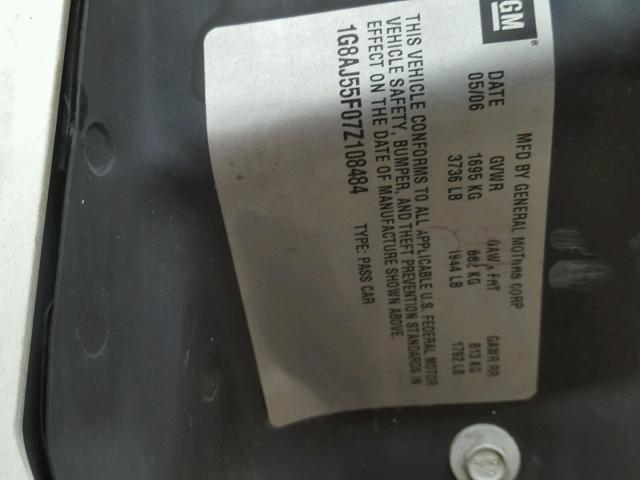 GM
MFD BY GENERAL MOTORS CORP
DATE GVWR GAWR FRT GAWR RR
05/06 1695 KG 882 KG 813 KG
3736 LB 1944 LB 1792 LB
THIS VEHICLE CONFORMS TO ALL APPLICABLE U.S. FEDERAL MOTOR
VEHICLE SAFETY, BUMPER, AND THEFT PREVENTION STANDARDS IN
EFFECT ON THE DATE OF MANUFACTURE SHOWN ABOVE.
1G8AJ55F07Z108484 TYPE: PASS CAR